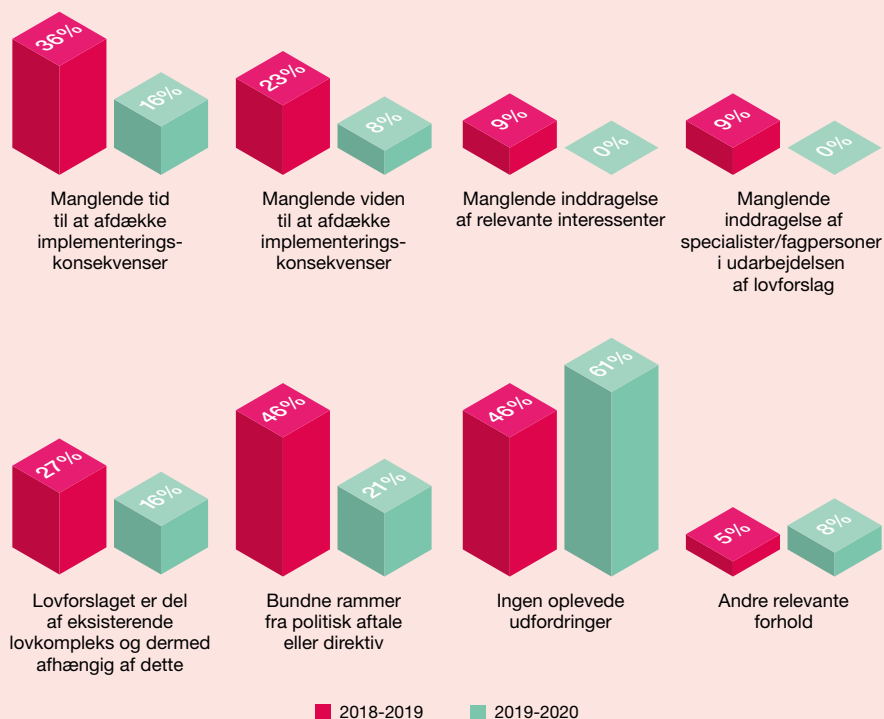 36%
16%
23%
8%
9%
0%
9%
0%
Manglende tid
til at afdække
implementerings-
konsekvenser
Manglende viden
til at afdække
implementerings-
konsekvenser
Manglende inddragelse
af relevante interessenter
Manglende
inddragelse af
specialister/fagpersoner
i udarbejdelsen
af lovforslag
27%
16%
46%
21%
46%
61%
5%
8%
Lovforslaget er del
af eksisterende
lovkompleks og dermed
afhængig af dette
Bundne rammer
fra politisk aftale
eller direktiv
Ingen oplevede
udfordringer
Andre relevante
forhold
2018-2019
2019-2020